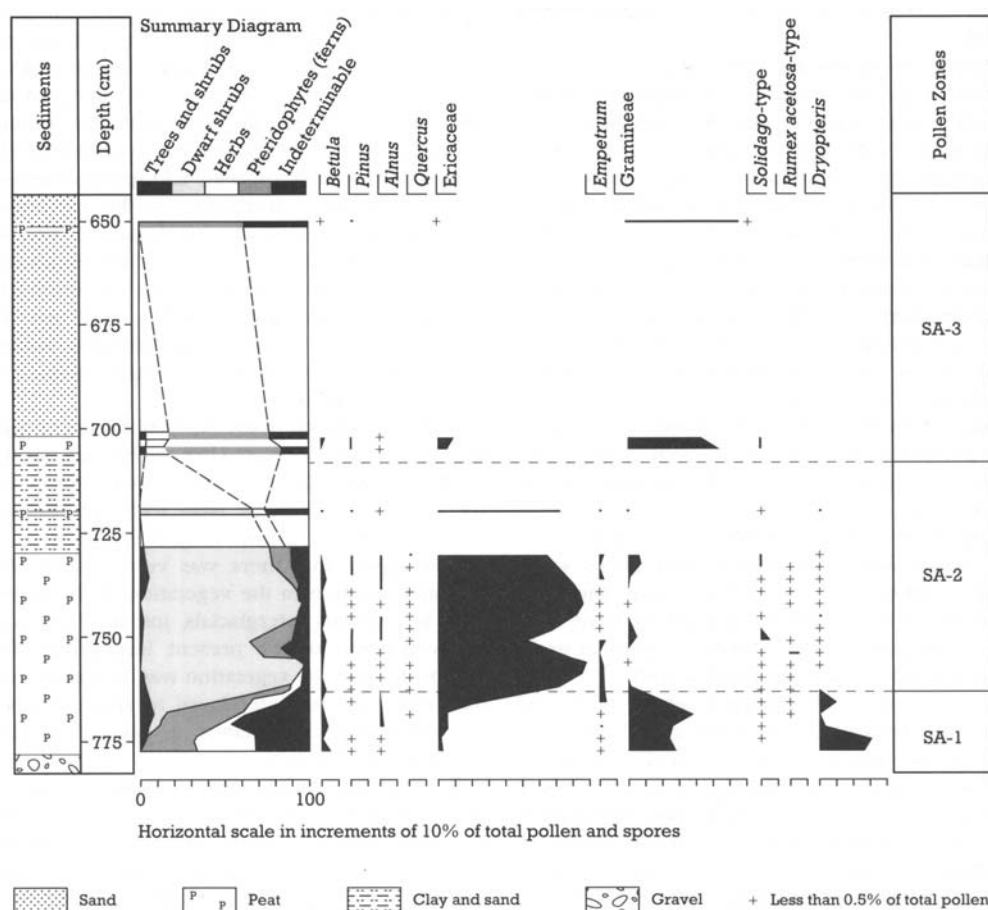 Summary Diagram
Sediments
Depth (cm)
Trees and shrubs
Dwarf shrubs
Herbs
Pteridophytes (ferns)
Indeterminable
Betula
Pinus
Alnus
Quercus
Ericaceae
Empetrum
Gramineae
Solidago-type
Rumex acetosa-type
Dryopteris
Pollen Zones
650
675
700
725
750
775
P P
P P
P P
P P
P
P P
P
P P
P
P P
P
P P
P
SA-3
SA-2
SA-1
0 100
Horizontal scale in increments of 10% of total pollen and spores
Sand
P P Peat
Clay and sand
Gravel
+ Less than 0.5% of total pollen